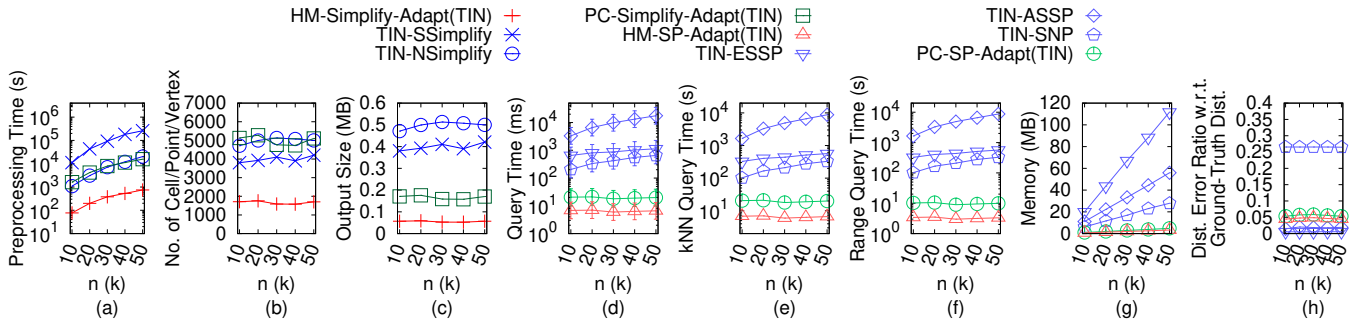 HM-Simplify-Adapt(TIN)
TIN-SSimplify
TIN-NSimplify
PC-Simplify-Adapt(TIN)
HM-SP-Adapt(TIN)
TIN-ESSP
TIN-ASSP
TIN-SNP
PC-SP-Adapt(TIN)
Preprocessing Time (s)
10^6
10^5
10^4
10^3
10^2
10^1
10 20 30 40 50
n (k)
(a)
No. of Cell/Point/Vertex
7000
6000
5000
4000
3000
2000
1000
0
10 20 30 40 50
n (k)
(b)
Output Size (MB)
0.6
0.5
0.4
0.3
0.2
0.1
0
10 20 30 40 50
n (k)
(c)
Query Time (ms)
10^4
10^3
10^2
10^1
10^0
10 20 30 40 50
n (k)
(d)
kNN Query Time (s)
10^4
10^3
10^2
10^1
10 20 30 40 50
n (k)
(e)
Range Query Time (s)
10^4
10^3
10^2
10^1
10^0
10 20 30 40 50
n (k)
(f)
Memory (MB)
120
100
80
60
40
20
0
10 20 30 40 50
n (k)
(g)
Dist. Error Ratio w.r.t.
Ground-Truth Dist.
0.4
0.35
0.3
0.25
0.2
0.15
0.1
0.05
0
10 20 30 40 50
n (k)
(h)